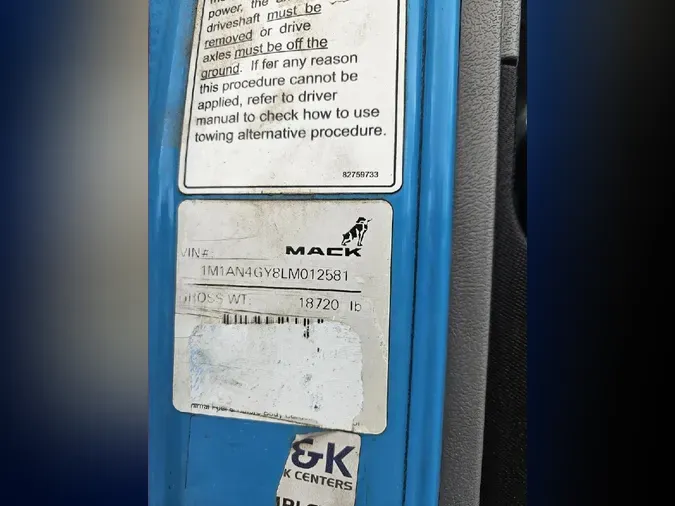 power, the
driveshaft must be
removed or drive
axles must be off the
ground. If for any reason
this procedure cannot be
applied, refer to driver
manual to check how to use
towing alternative procedure.
82759733
MACK
VIN#:
1M1AN4GY8LM012581
GROSS WT. 18720 lb
&K
K CENTERS